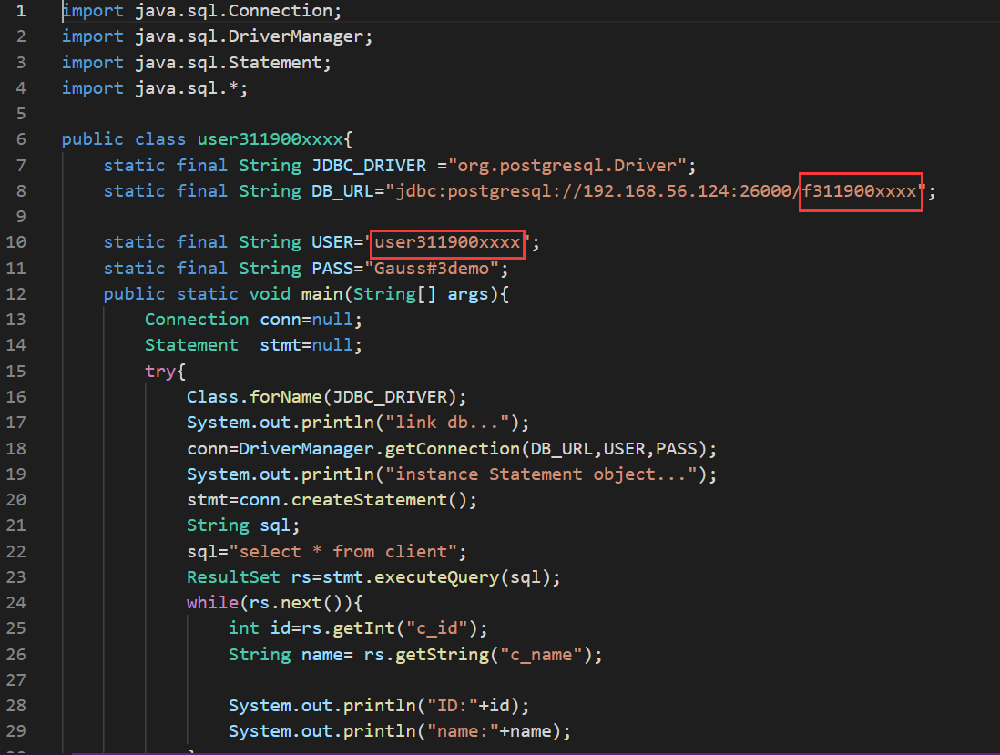 1 import java.sql.Connection;
2 import java.sql.DriverManager;
3 import java.sql.Statement;
4 import java.sql.*;
5
6 public class user311900xxxx{
7 static final String JDBC_DRIVER ="org.postgresql.Driver";
8 static final String DB_URL="jdbc:postgresql://192.168.56.124:26000/f311900xxxx";
9
10 static final String USER="user311900xxxx";
11 static final String PASS="Gauss#3demo";
12 public static void main(String[] args){
13 Connection conn=null;
14 Statement  stmt=null;
15 try{
16 Class.forName(JDBC_DRIVER);
17 System.out.println("link db...");
18 conn=DriverManager.getConnection(DB_URL,USER,PASS);
19 System.out.println("instance Statement object...");
20 stmt=conn.createStatement();
21 String sql;
22 sql="select * from client";
23 ResultSet rs=stmt.executeQuery(sql);
24 while(rs.next()){
25 int id=rs.getInt("c_id");
26 String name= rs.getString("c_name");
27
28 System.out.println("ID:"+id);
29 System.out.println("name:"+name);